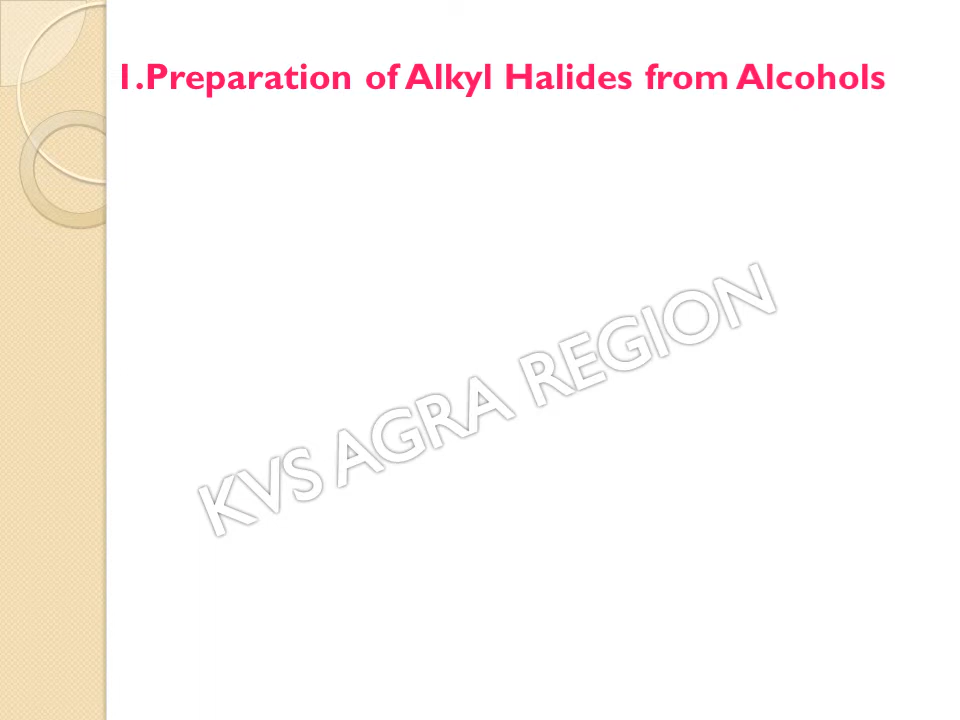 1.Preparation of Alkyl Halides from Alcohols
KVS AGRA REGION